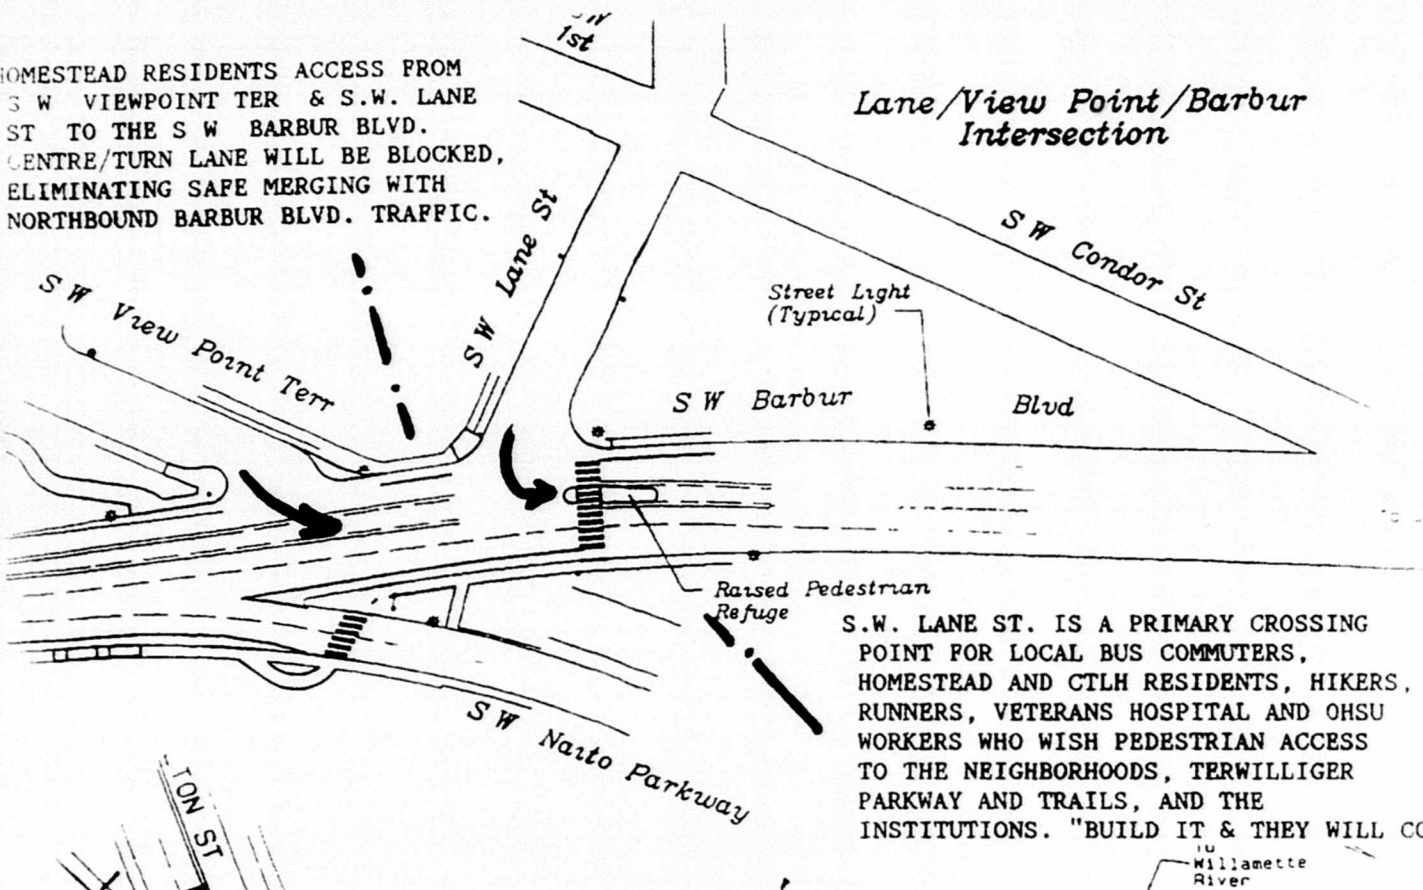 SW
1st
HOMESTEAD RESIDENTS ACCESS FROM
S W VIEWPOINT TER & S.W. LANE
ST TO THE S W BARBUR BLVD.
CENTRE/TURN LANE WILL BE BLOCKED,
ELIMINATING SAFE MERGING WITH
NORTHBOUND BARBUR BLVD. TRAFFIC.
Lane/View Point/Barbur
Intersection
S W Lane St
S W Condor St
S W View Point Terr
Street Light
(Typical)
S W Barbur Blvd
Raised Pedestrian
Refuge
S.W. LANE ST. IS A PRIMARY CROSSING
POINT FOR LOCAL BUS COMMUTERS,
HOMESTEAD AND CTLH RESIDENTS, HIKERS,
RUNNERS, VETERANS HOSPITAL AND OHSU
WORKERS WHO WISH PEDESTRIAN ACCESS
TO THE NEIGHBORHOODS, TERWILLIGER
PARKWAY AND TRAILS, AND THE
INSTITUTIONS. "BUILD IT & THEY WILL CO
S W Naito Parkway
TON ST
To
Willamette
River